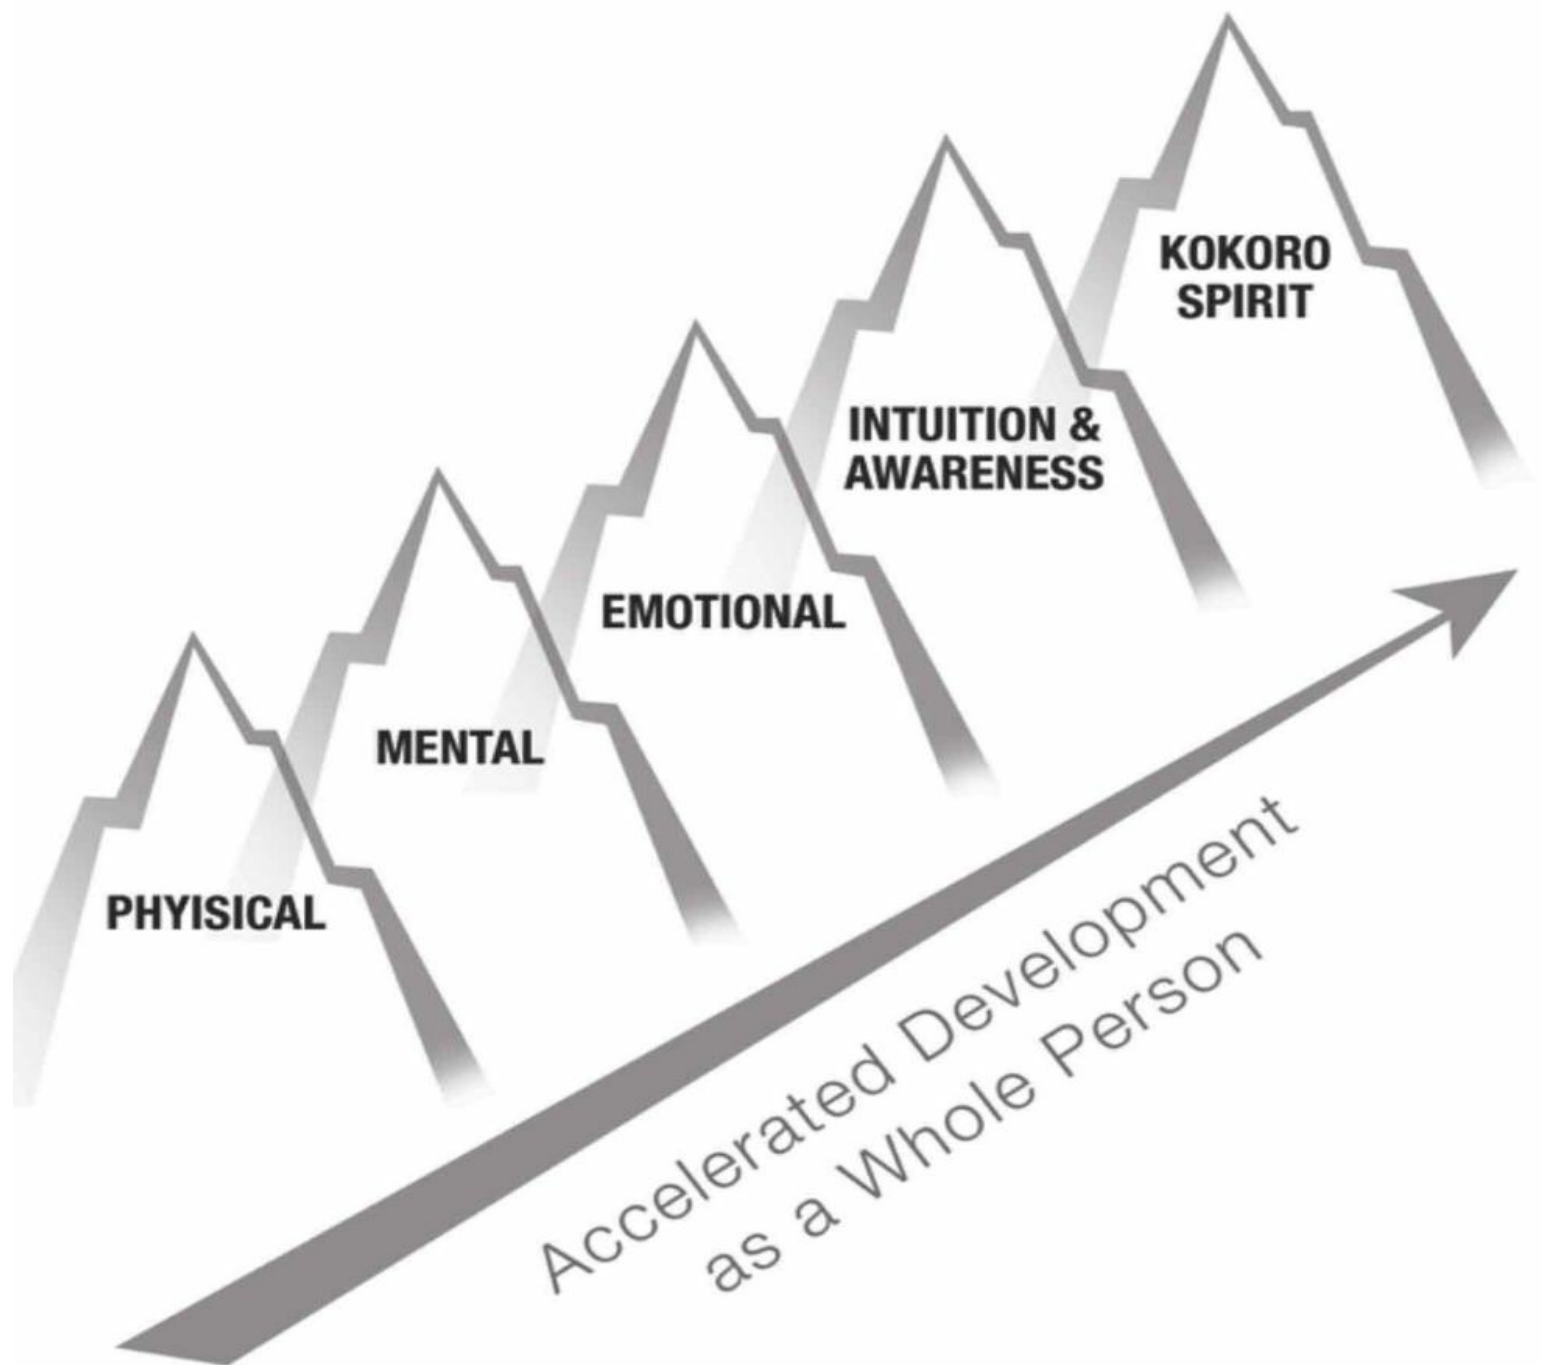 KOKORO
SPIRIT
INTUITION &
AWARENESS
EMOTIONAL
MENTAL
PHYISICAL
Accelerated Development
as a Whole Person